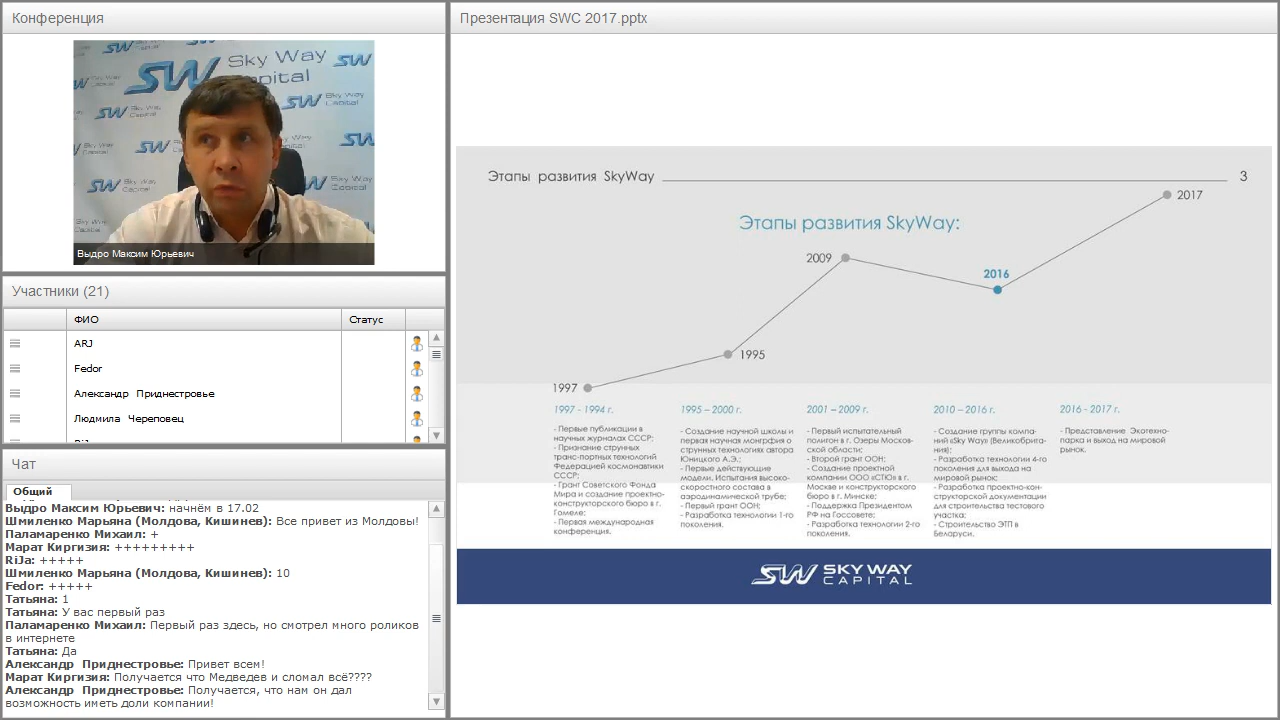 Конференция
Sky Way
Capital
SW
Выдро Максим Юрьевич
Участники (21)
ФИО
Статус
ARJ
Fedor
Александр Приднестровье
Людмила Череповец
Чат
Общий
Выдро Максим Юрьевич: начнём в 17.02
Шмиленко Марьяна (Молдова, Кишинев): Все привет из Молдовы!
Паламаренко Михаил: +
Марат Киргизия: +++++++++
RiJa: +++++
Шмиленко Марьяна (Молдова, Кишинев): 10
Fedor: +++++
Татьяна: 1
Татьяна: У вас первый раз
Паламаренко Михаил: Первый раз здесь, но смотрел много роликов
в интернете
Татьяна: Да
Александр Приднестровье: Привет всем!
Марат Киргизия: Получается что Медведев и сломал всё????
Александр Приднестровье: Получается, что нам он дал
возможность иметь доли компании!
Презентация SWC 2017.pptx
Этапы развития SkyWay
3
Этапы развития SkyWay:
2017
2009
2016
1995
1997
1997 - 1994 г.
- Первые публикации в
научных журналах СССР;
- Признание струнных
транс-портных технологий
Федерацией космонавтики
СССР;
- Грант Советского Фонда
Мира и создание проектно-
конструкторского бюро в г.
Гомеле;
- Первая международная
конференция.
1995 – 2000 г.
- Создание научной школы и
первая научная монгрфия о
струнных технологиях автора
Юницкого А.Э.;
- Первые действующие
модели. Испытания высоко-
скоростного состава в
аэродинамической трубе;
- Первый грант ООН;
- Разработка технологии 1-го
поколения.
2001 – 2009 г.
- Первый испытательный
полигон в г. Озеры Москов-
ской области;
- Второй грант ООН;
- Создание проектной
компании ООО «СТЮ» в г.
Москве и конструкторского
бюро в г. Минске;
- Поддержка Президентом
РФ на Госсовете;
- Разработка технологии 2-го
поколения.
2010 – 2016 г.
- Создание группы компа-
ний «Sky Way» (Великобрита-
ния);
- Разработка технологии 4-го
поколения для выхода на
мировой рынок;
- Разработка проектно-кон-
структорской документации
для строительства тестового
участка;
- Строительство ЭТП в
Беларуси.
2016 - 2017 г.
- Представление Экотехно-
парка и выход на мировой
рынок.
SW SKY WAY
CAPITAL